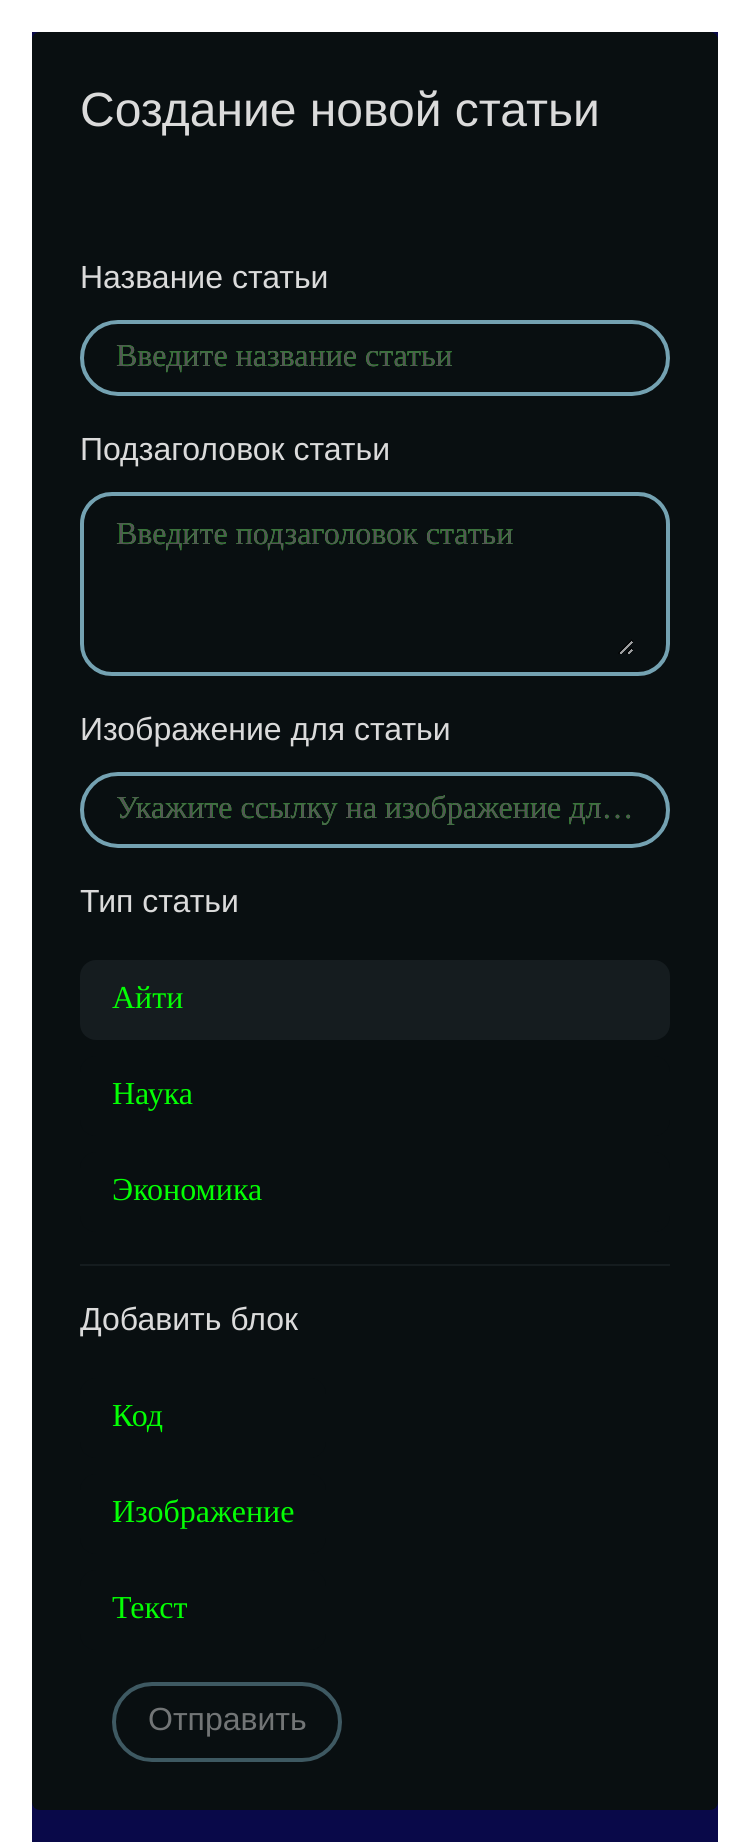 Создание новой статьи
Название статьи
Введите название статьи
Подзаголовок статьи
Введите подзаголовок статьи
Изображение для статьи
Укажите ссылку на изображение дл…
Тип статьи
Айти
Наука
Экономика
Добавить блок
Код
Изображение
Текст
Отправить